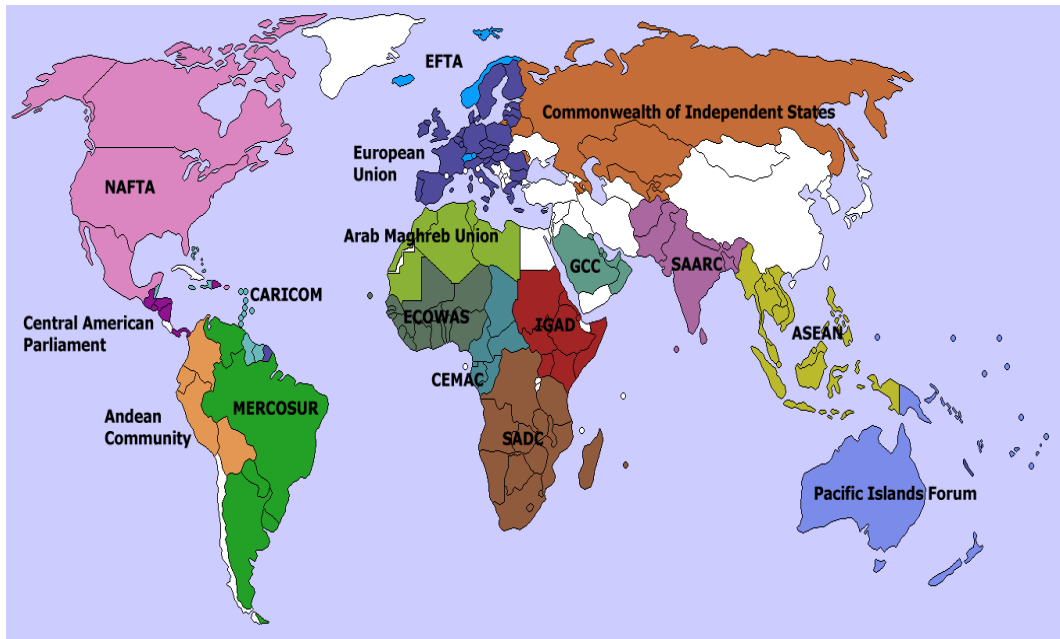 EFTA
Commonwealth of Independent States
European
Union
NAFTA
Arab Maghreb Union
GCC
SAARC
CARICOM
ECOWAS
IGAD
Central American
Parliament
ASEAN
CEMAC
Andean
Community
MERCOSUR
SADC
Pacific Islands Forum